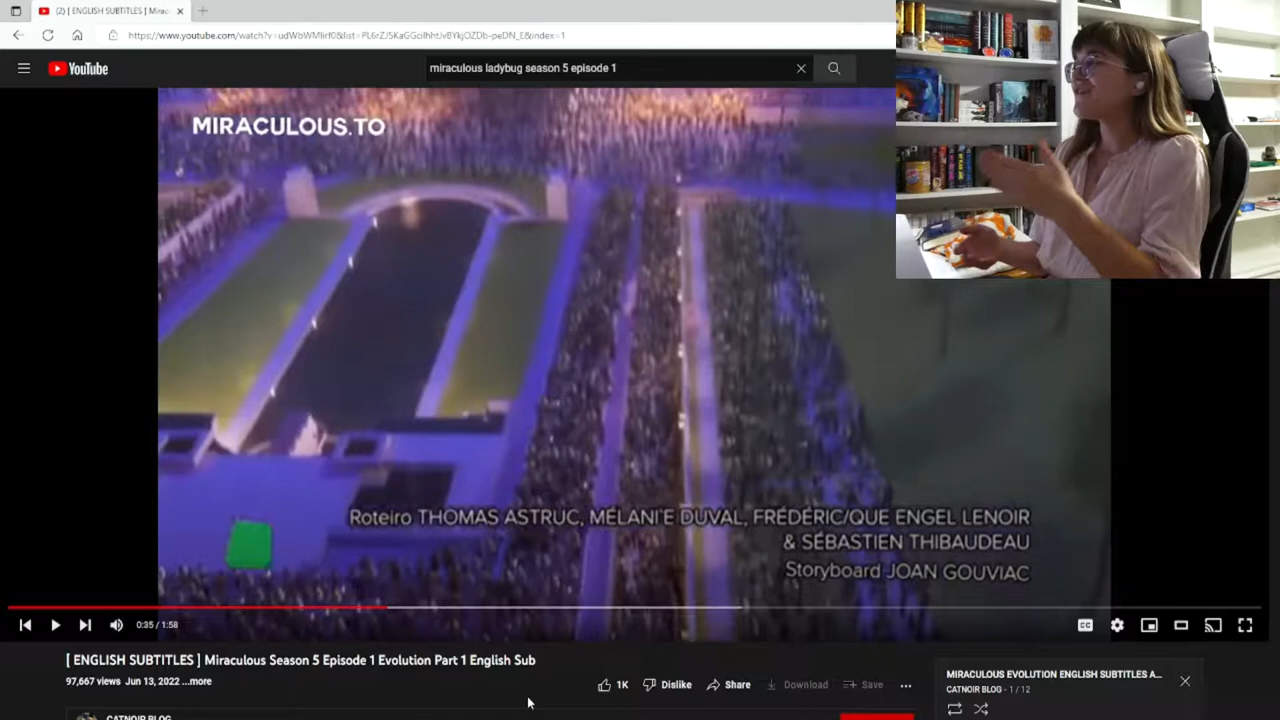 (2) [ ENGLISH SUBTITLES ] Mirac
https://www.youtube.com/watch?v=udWbWMlirf0&list=PL6rZJSKaGGcilhhtJvBYkjOZDb-peDN_E&index=1
YouTube
miraculous ladybug season 5 episode 1
MIRACULOUS.TO
Roteiro THOMAS ASTRUC, MÉLANIE DUVAL, FRÉDÉRIC/QUE ENGEL LENOIR
& SÉBASTIEN THIBAUDEAU
Storyboard JOAN GOUVIAC
0:35 / 1:58
CC
[ ENGLISH SUBTITLES ] Miraculous Season 5 Episode 1 Evolution Part 1 English Sub
97,667 views Jun 13, 2022 ...more
1K
Dislike
Share
Download
Save
MIRACULOUS EVOLUTION ENGLISH SUBTITLES A...
CATNOIR BLOG - 1 / 12
CATNOIR BLOG